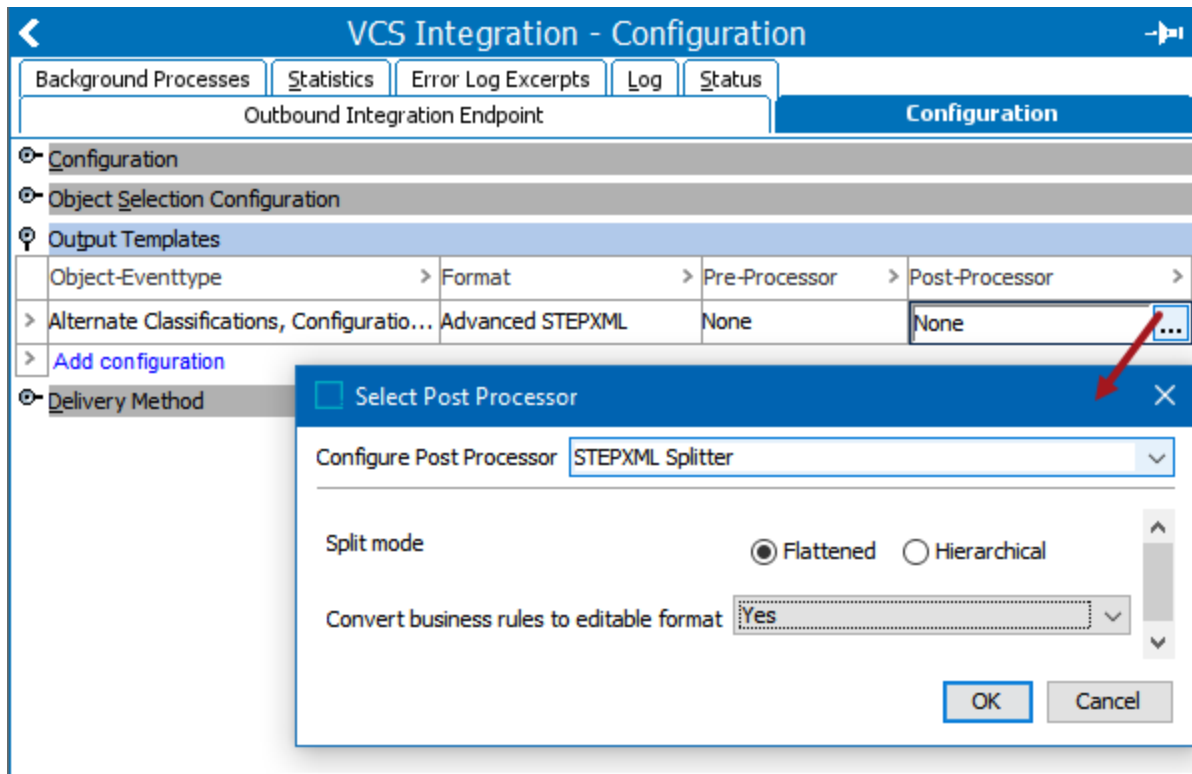 VCS Integration - Configuration
Background Processes Statistics Error Log Excerpts Log Status
Outbound Integration Endpoint Configuration
Configuration
Object Selection Configuration
Output Templates
Object-Eventtype > Format > Pre-Processor > Post-Processor >
> Alternate Classifications, Configuratio... Advanced STEPXML None None ...
> Add configuration
Delivery Method
Select Post Processor
Configure Post Processor STEPXML Splitter
Split mode Flattened Hierarchical
Convert business rules to editable format Yes
OK Cancel